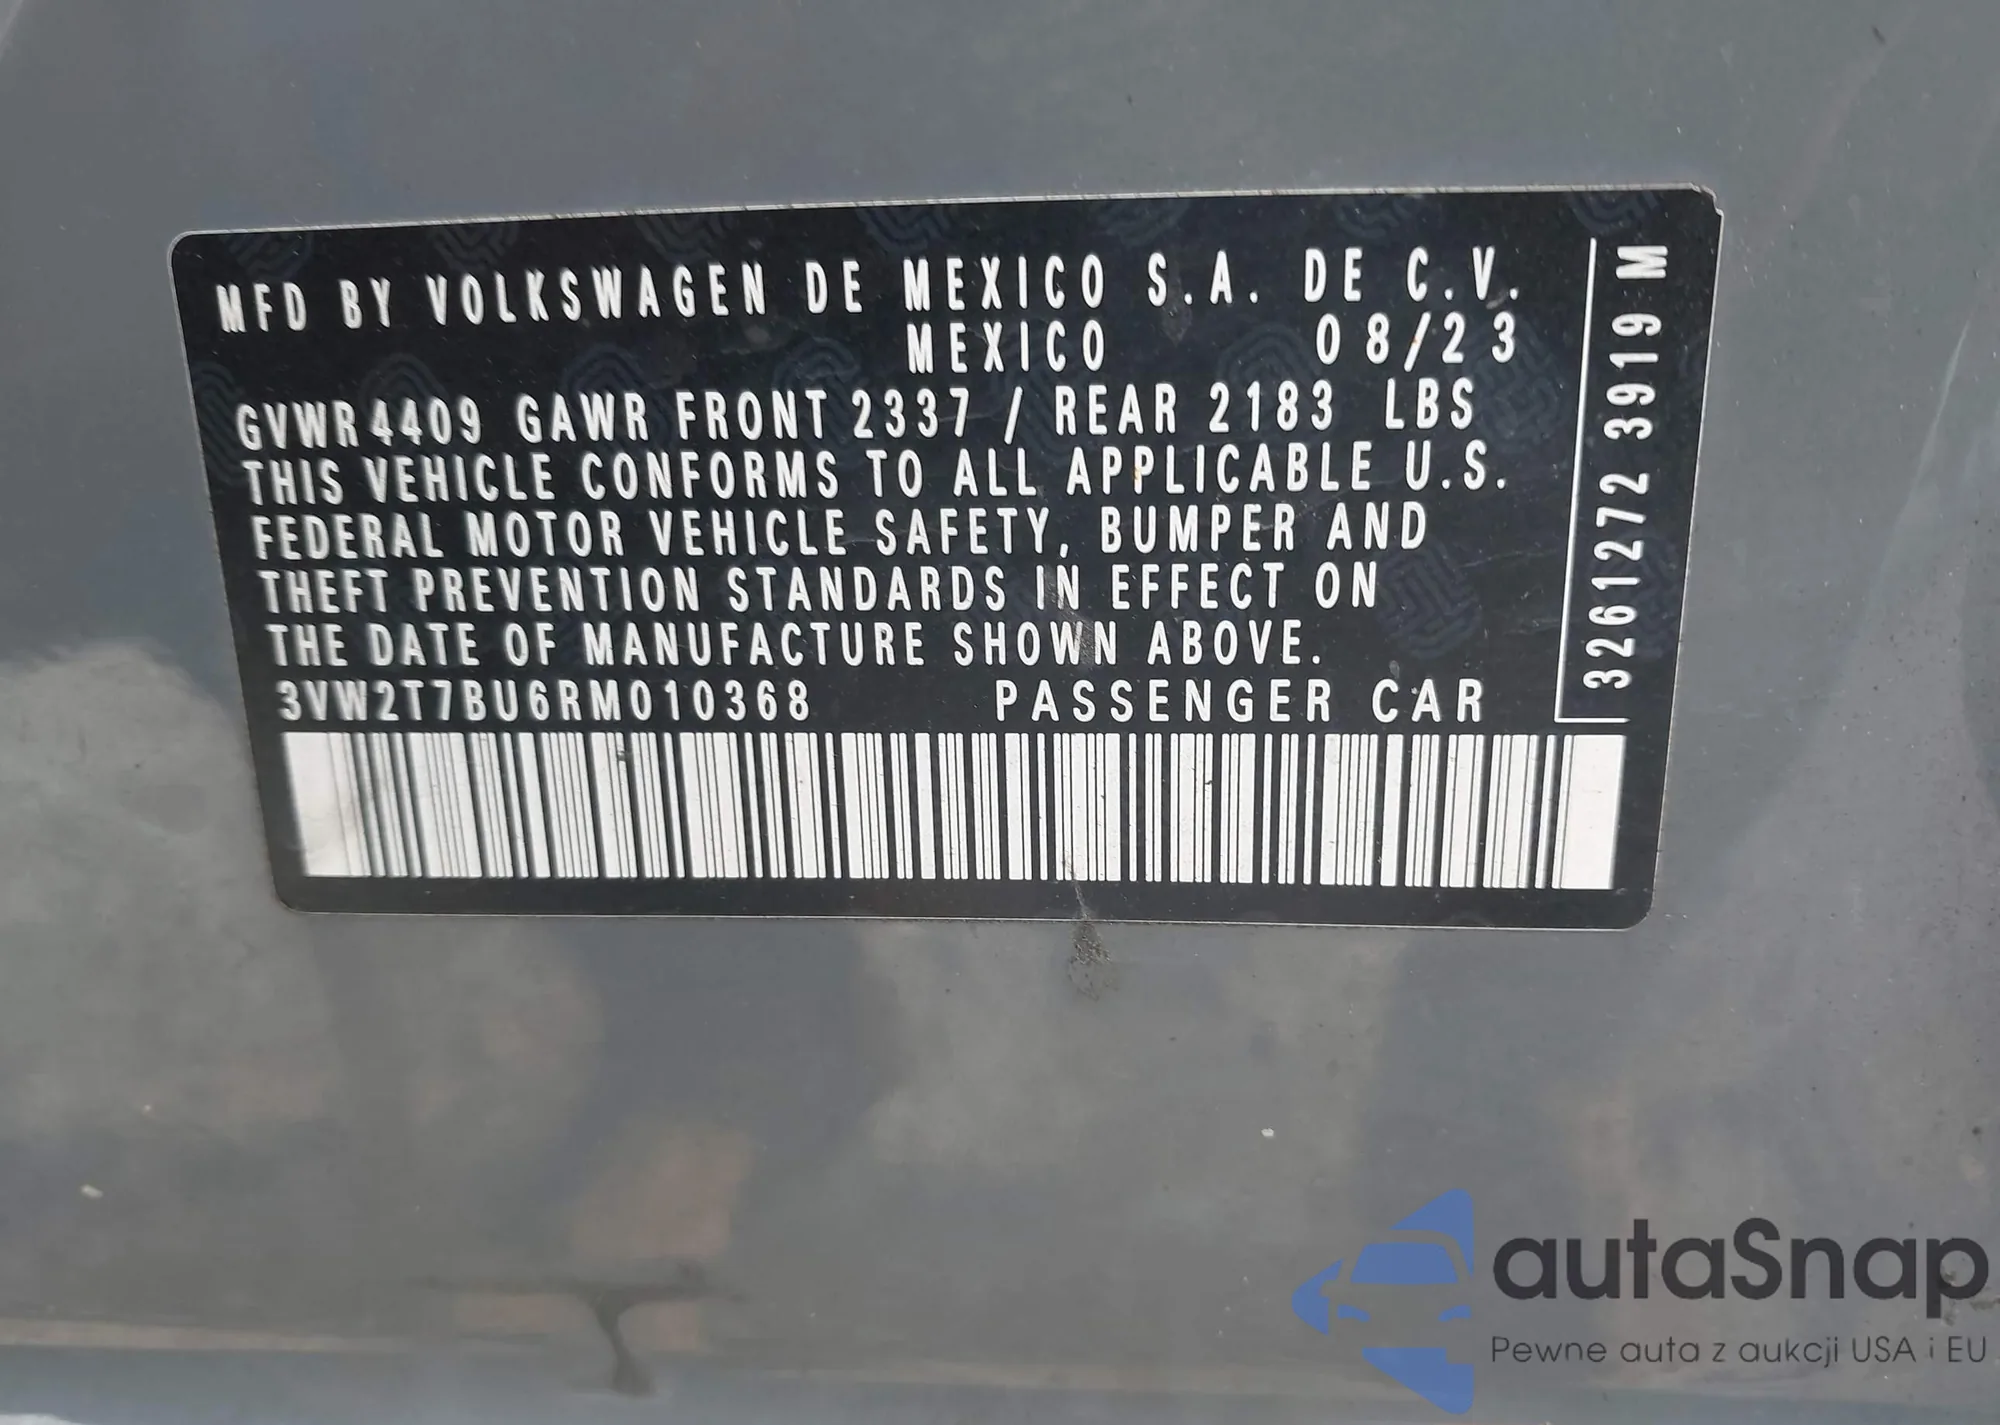 MFD BY VOLKSWAGEN DE MEXICO S.A. DE C.V.
MEXICO 08/23
GVWR 4409 GAWR FRONT 2337 / REAR 2183 LBS
THIS VEHICLE CONFORMS TO ALL APPLICABLE U.S.
FEDERAL MOTOR VEHICLE SAFETY, BUMPER AND
THEFT PREVENTION STANDARDS IN EFFECT ON
THE DATE OF MANUFACTURE SHOWN ABOVE.
3VW2T7BU6RM010368 PASSENGER CAR
3261272 3919 M
autaSnap
Pewne auta z aukcji USA i EU